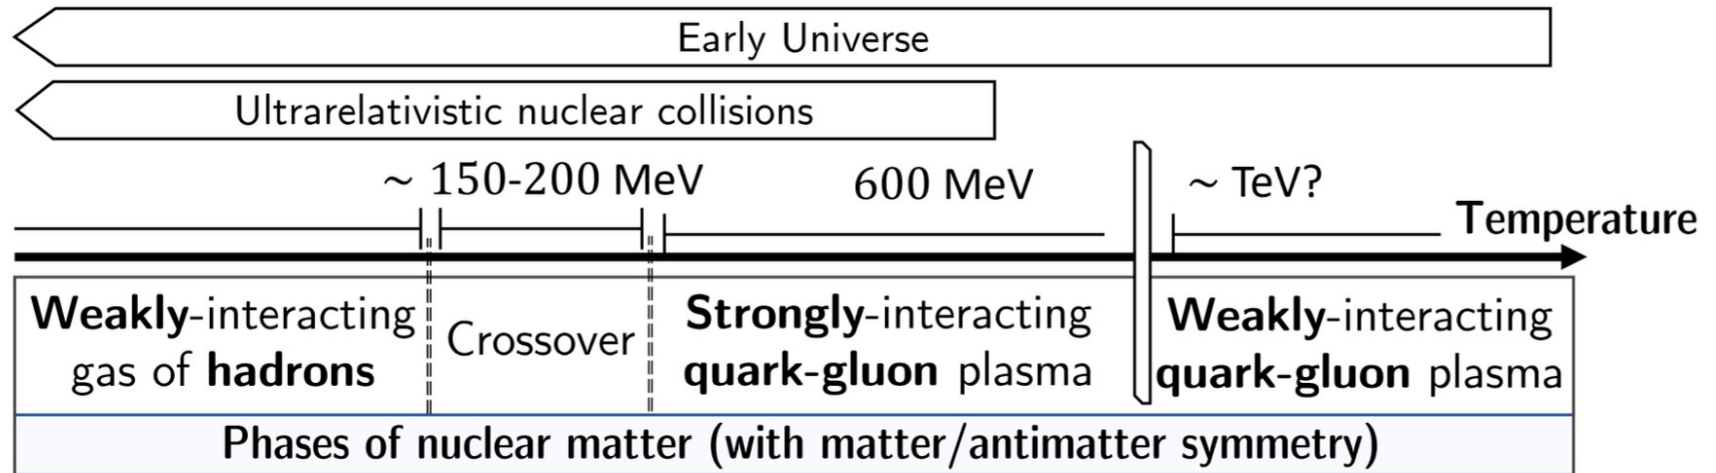 Early Universe
Ultrarelativistic nuclear collisions
~ 150-200 MeV
600 MeV
~ TeV?
Temperature
Weakly-interacting
gas of hadrons
Crossover
Strongly-interacting
quark-gluon plasma
Weakly-interacting
quark-gluon plasma
Phases of nuclear matter (with matter/antimatter symmetry)